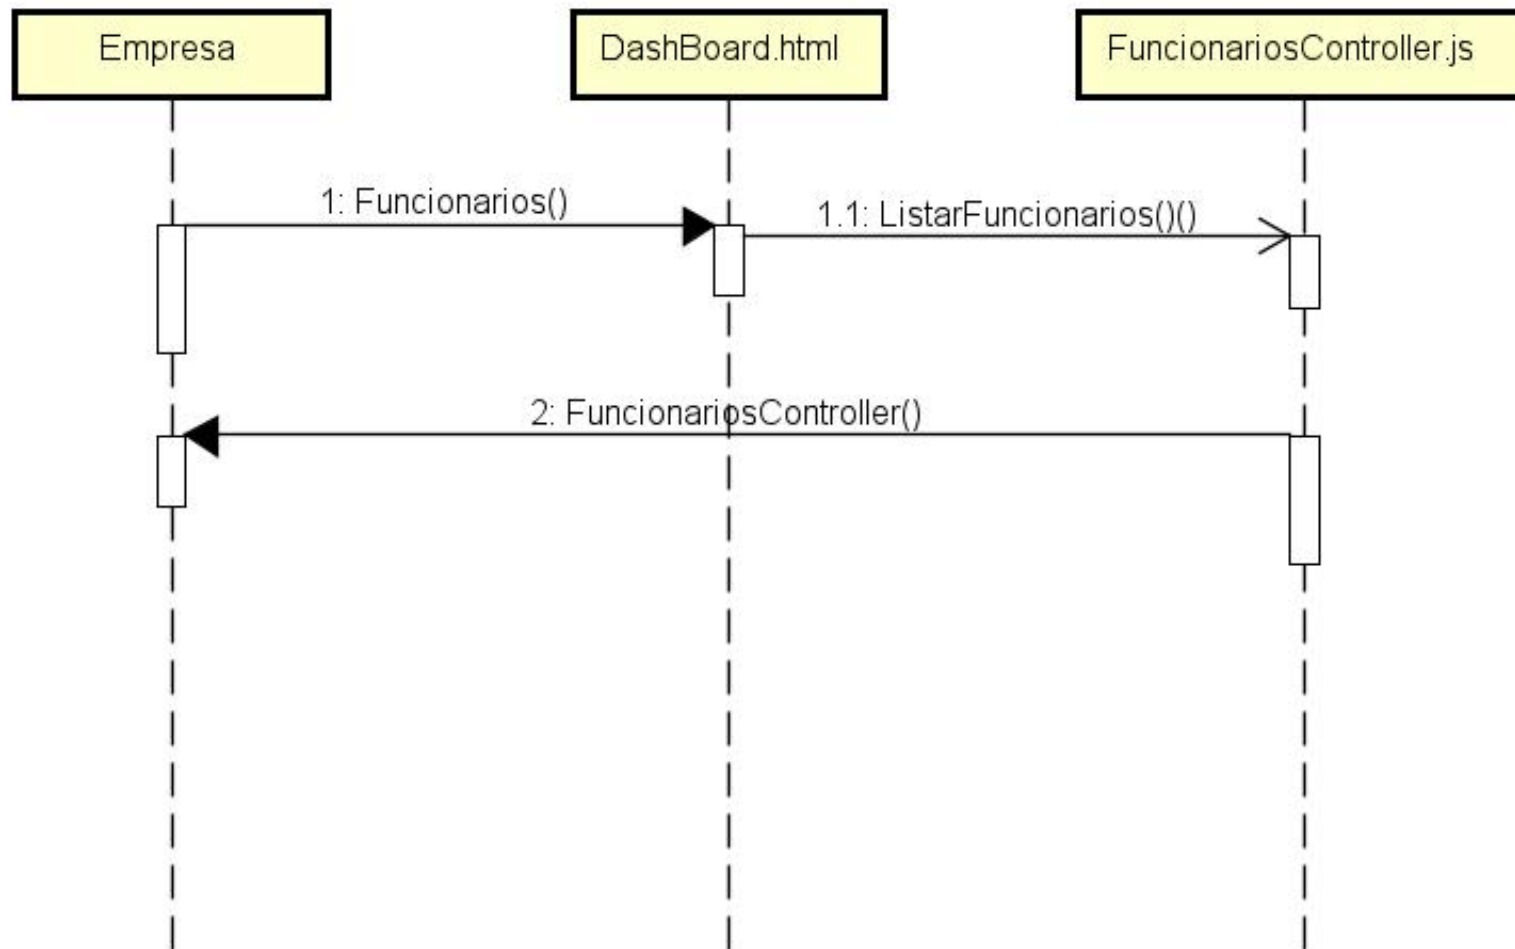 Empresa
DashBoard.html
FuncionariosController.js
1: Funcionarios()
1.1: ListarFuncionarios()()
2: FuncionariosController()